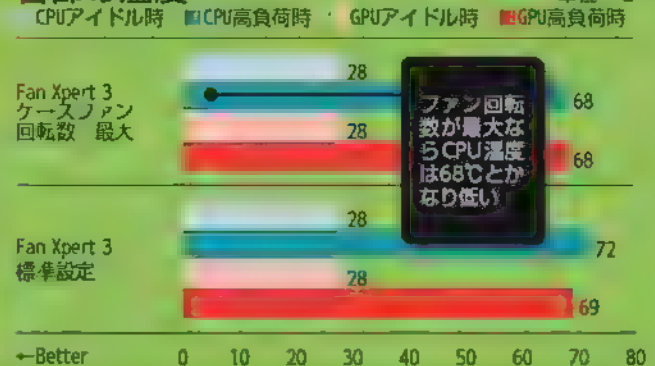 CPUアイドル時 CPU高負荷時 GPUアイドル時 GPU高負荷時
28
Fan Xpert 3
ケースファン
回転数 最大
68
28
68
ファン回転
数が最大な
らCPU温度
は68℃とか
なり低い
28
Fan Xpert 3
標準設定
72
28
69
←Better 0 10 20 30 40 50 60 70 80